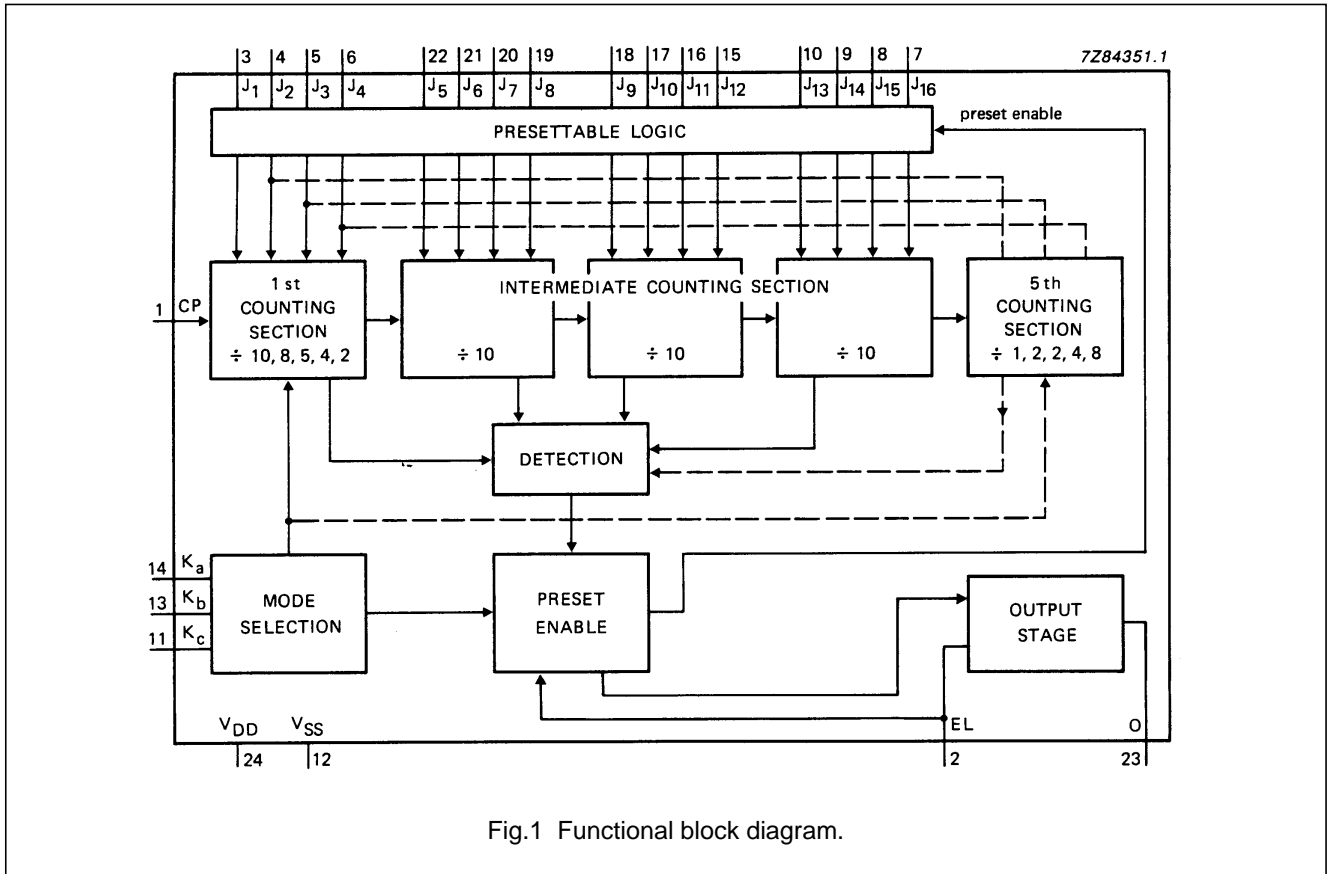 3 4 5 6 22 21 20 19 18 17 16 15 10 9 8 7 7Z84351.1
J1 J2 J3 J4 J5 J6 J7 J8 J9 J10 J11 J12 J13 J14 J15 J16
PRESETTABLE LOGIC
preset enable
1 CP
1 st
COUNTING
SECTION
÷ 10, 8, 5, 4, 2
INTERMEDIATE COUNTING SECTION
÷ 10 ÷ 10 ÷ 10
5 th
COUNTING
SECTION
÷ 1, 2, 2, 4, 8
DETECTION
14 Ka
13 Kb
11 Kc
MODE
SELECTION
PRESET
ENABLE
OUTPUT
STAGE
VDD VSS EL O
24 12 2 23
Fig.1 Functional block diagram.